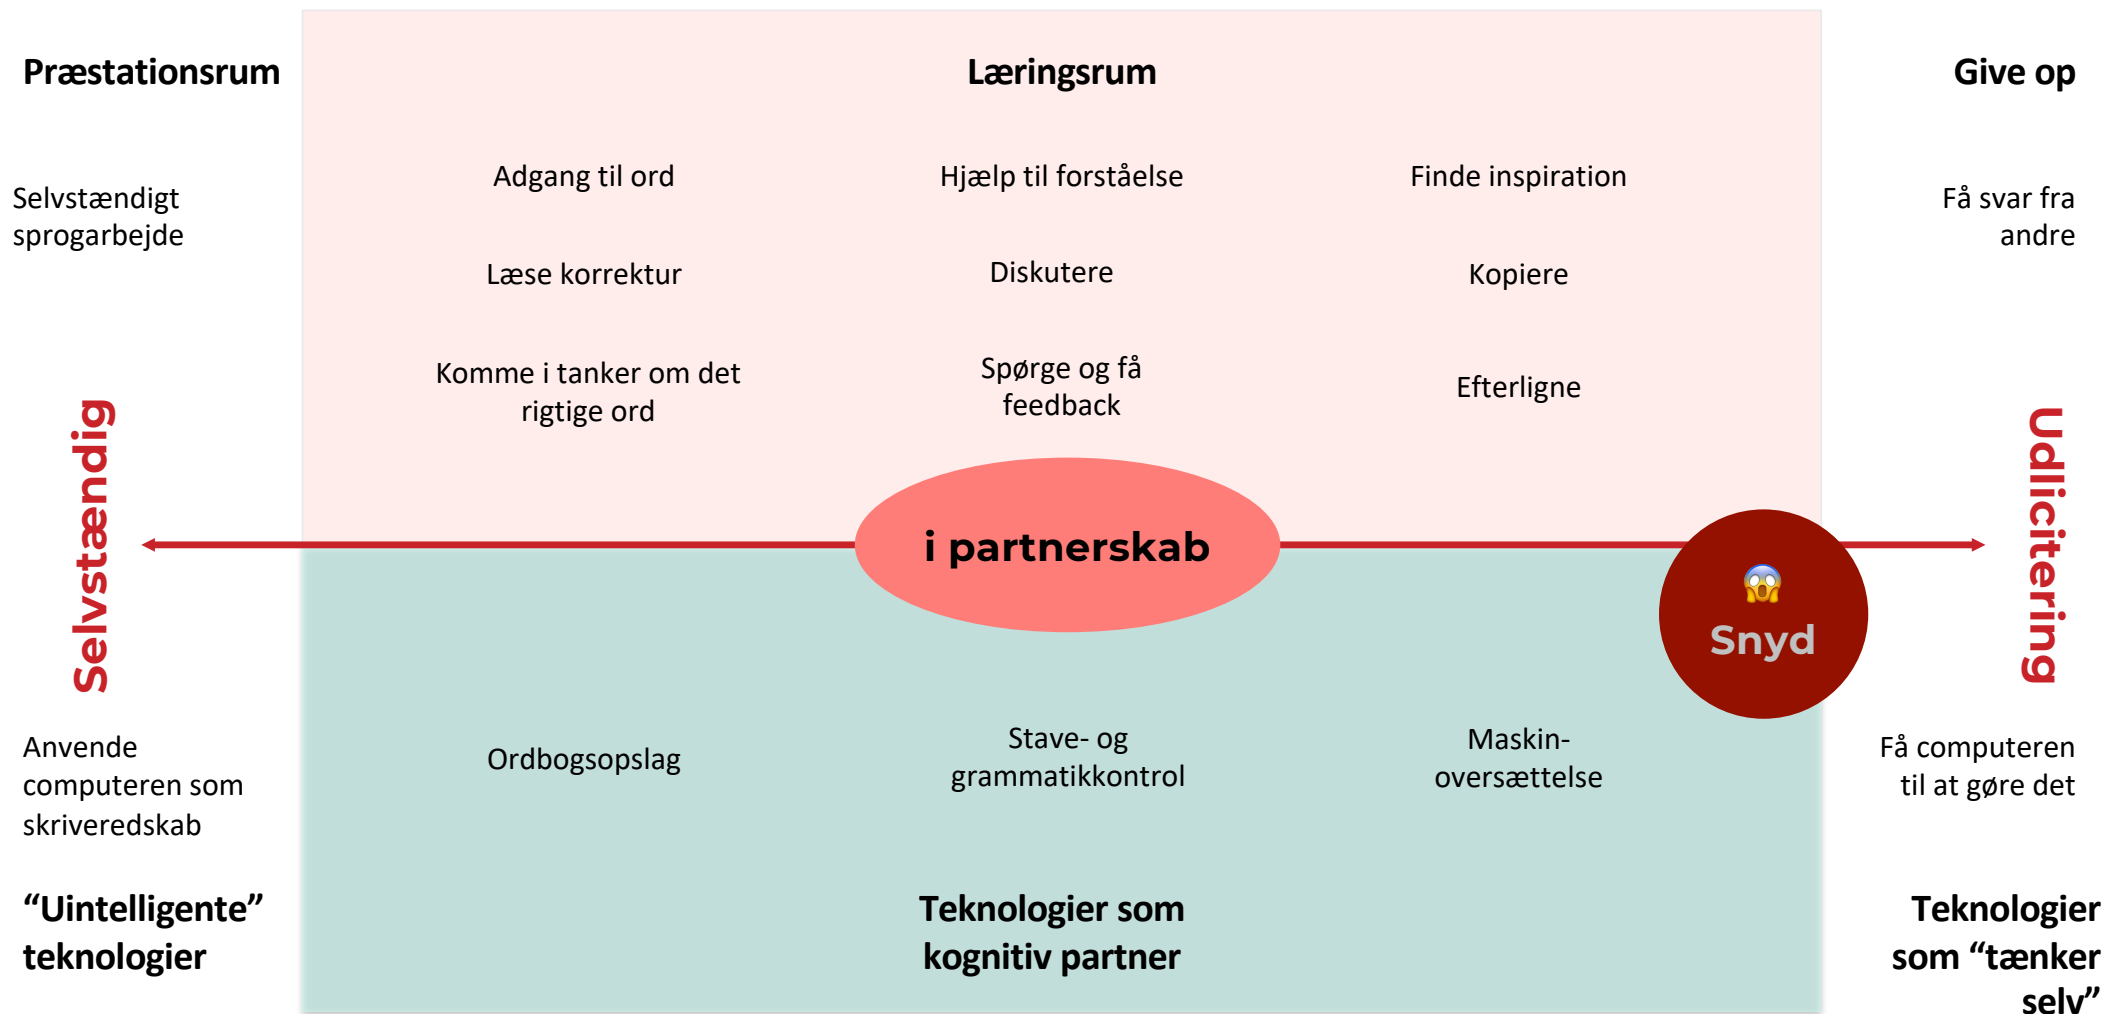 Præstationsrum
Læringsrum
Give op
Selvstændigt
sprogarbejde
Adgang til ord
Hjælp til forståelse
Finde inspiration
Få svar fra
andre
Læse korrektur
Diskutere
Kopiere
Komme i tanker om det
rigtige ord
Spørge og få
feedback
Efterligne
Selvstændig
i partnerskab
Snyd
Udlicitering
Anvende
computeren som
skriveredskab
Ordbogsopslag
Stave- og
grammatikkontrol
Maskin-
oversættelse
Få computeren
til at gøre det
“Uintelligente”
teknologier
Teknologier som
kognitiv partner
Teknologier
som “tænker
selv”